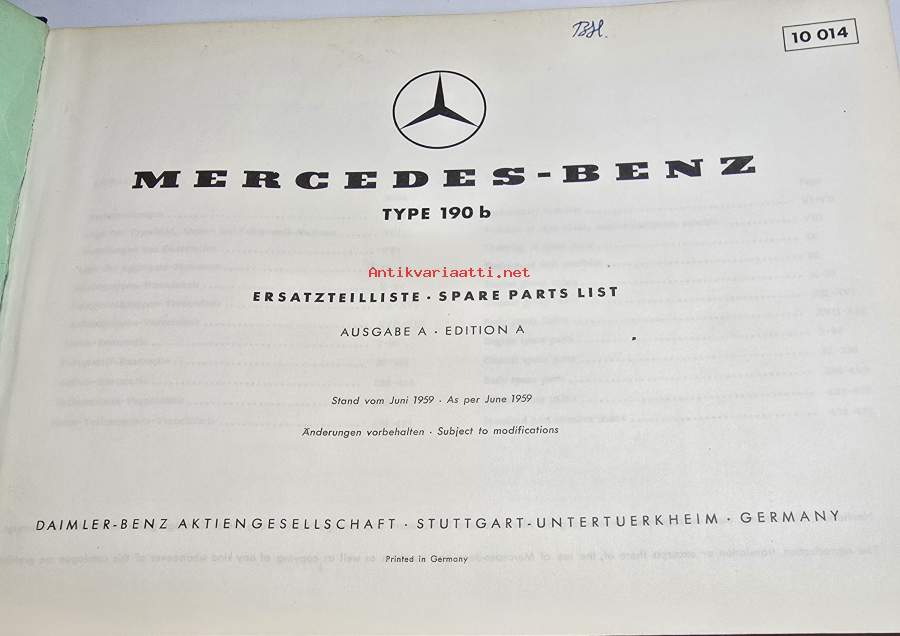 10 014
MERCEDES-BENZ
TYPE 190 b
Antikvariaatti.net
ERSATZTEILLISTE · SPARE PARTS LIST
AUSGABE A · EDITION A
Stand vom Juni 1959 · As per June 1959
Änderungen vorbehalten · Subject to modifications
DAIMLER-BENZ AKTIENGESELLSCHAFT · STUTTGART-UNTERTUERKHEIM · GERMANY
Printed in Germany